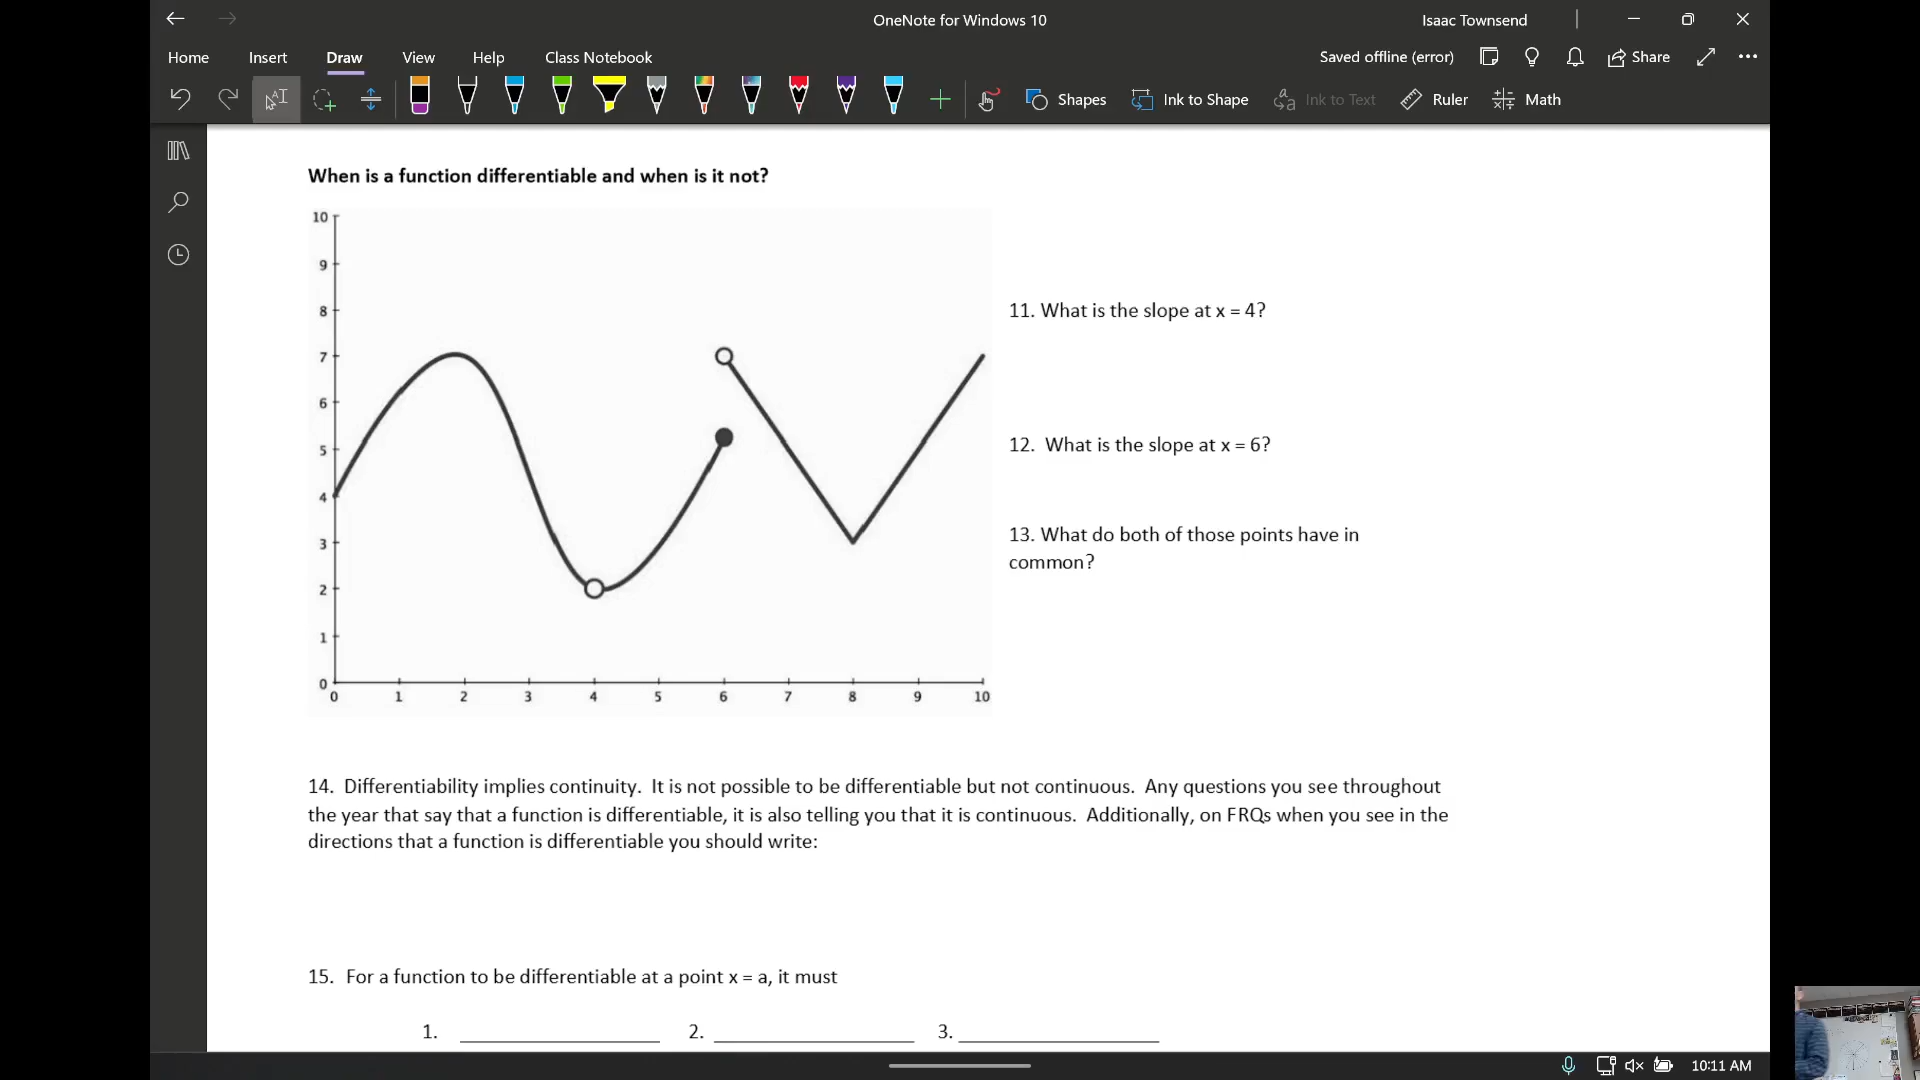 OneNote for Windows 10
Isaac Townsend
Home Insert Draw View Help Class Notebook
Saved offline (error) Share
Shapes Ink to Shape Ink to Text Ruler Math
When is a function differentiable and when is it not?
10
9
8
7
6
5
4
3
2
1
0
0 1 2 3 4 5 6 7 8 9 10
11. What is the slope at x = 4?
12. What is the slope at x = 6?
13. What do both of those points have in
common?
14. Differentiability implies continuity. It is not possible to be differentiable but not continuous. Any questions you see throughout
the year that say that a function is differentiable, it is also telling you that it is continuous. Additionally, on FRQs when you see in the
directions that a function is differentiable you should write:
15. For a function to be differentiable at a point x = a, it must
1. ____________________ 2. ____________________ 3. ____________________
10:11 AM